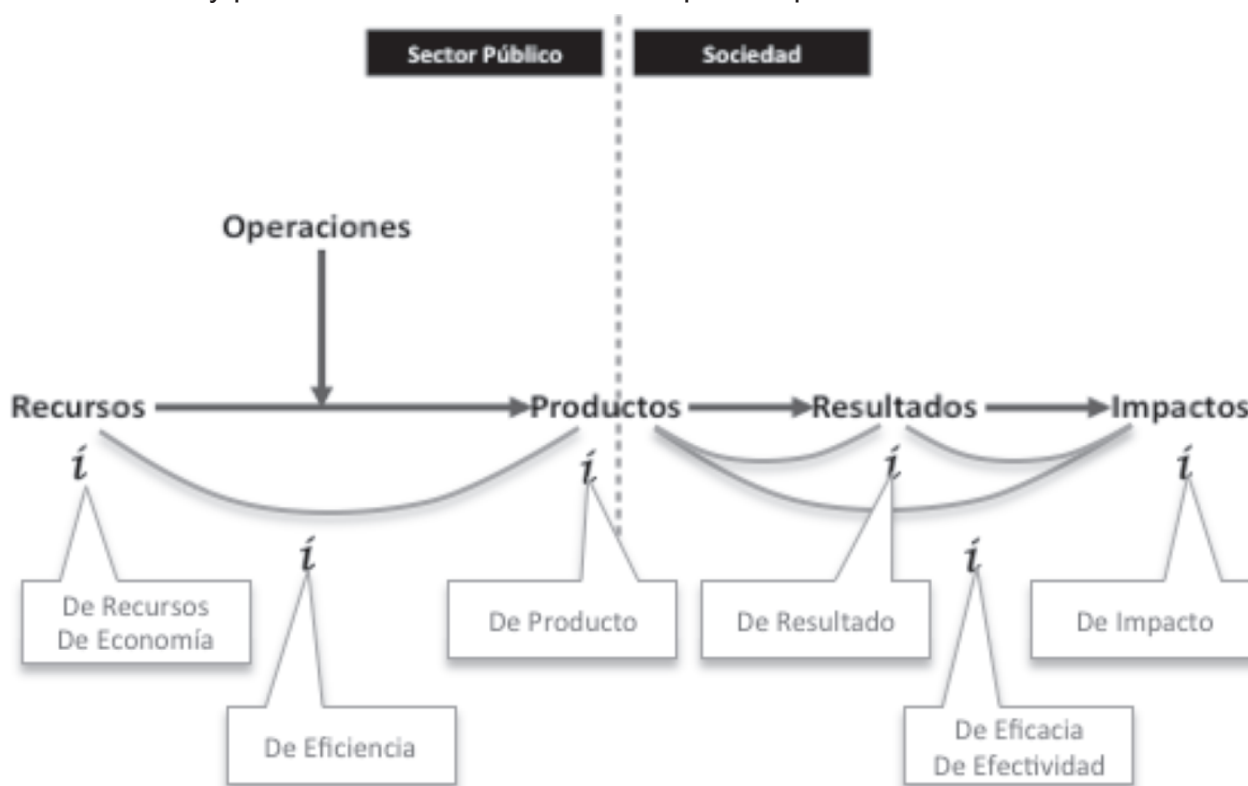 Sector Público
Sociedad
Operaciones
Recursos
Productos
Resultados
Impactos
í
í
í
í
í
í
De Recursos
De Economía
De Producto
De Resultado
De Impacto
De Eficiencia
De Eficacia
De Efectividad